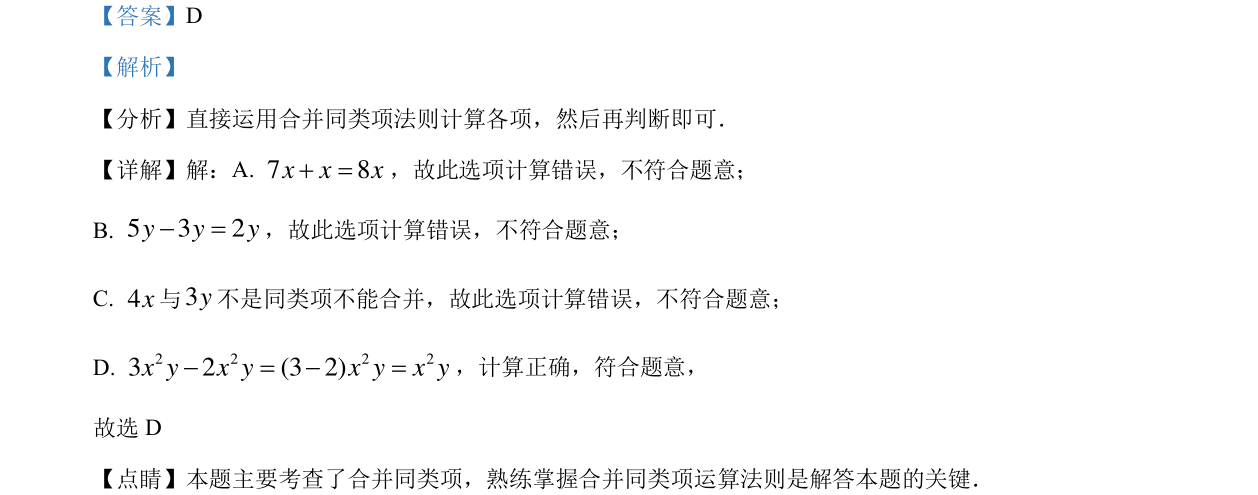 【答案】D
【解析】
【分析】直接运用合并同类项法则计算各项，然后再判断即可．
【详解】解：A. 7x+x=8x，故此选项计算错误，不符合题意；
B. 5y−3y=2y，故此选项计算错误，不符合题意；
C. 4x与3y不是同类项不能合并，故此选项计算错误，不符合题意；
D. 3x²y−2x²y=(3−2)x²y=x²y，计算正确，符合题意，
故选 D
【点睛】本题主要考查了合并同类项，熟练掌握合并同类项运算法则是解答本题的关键．